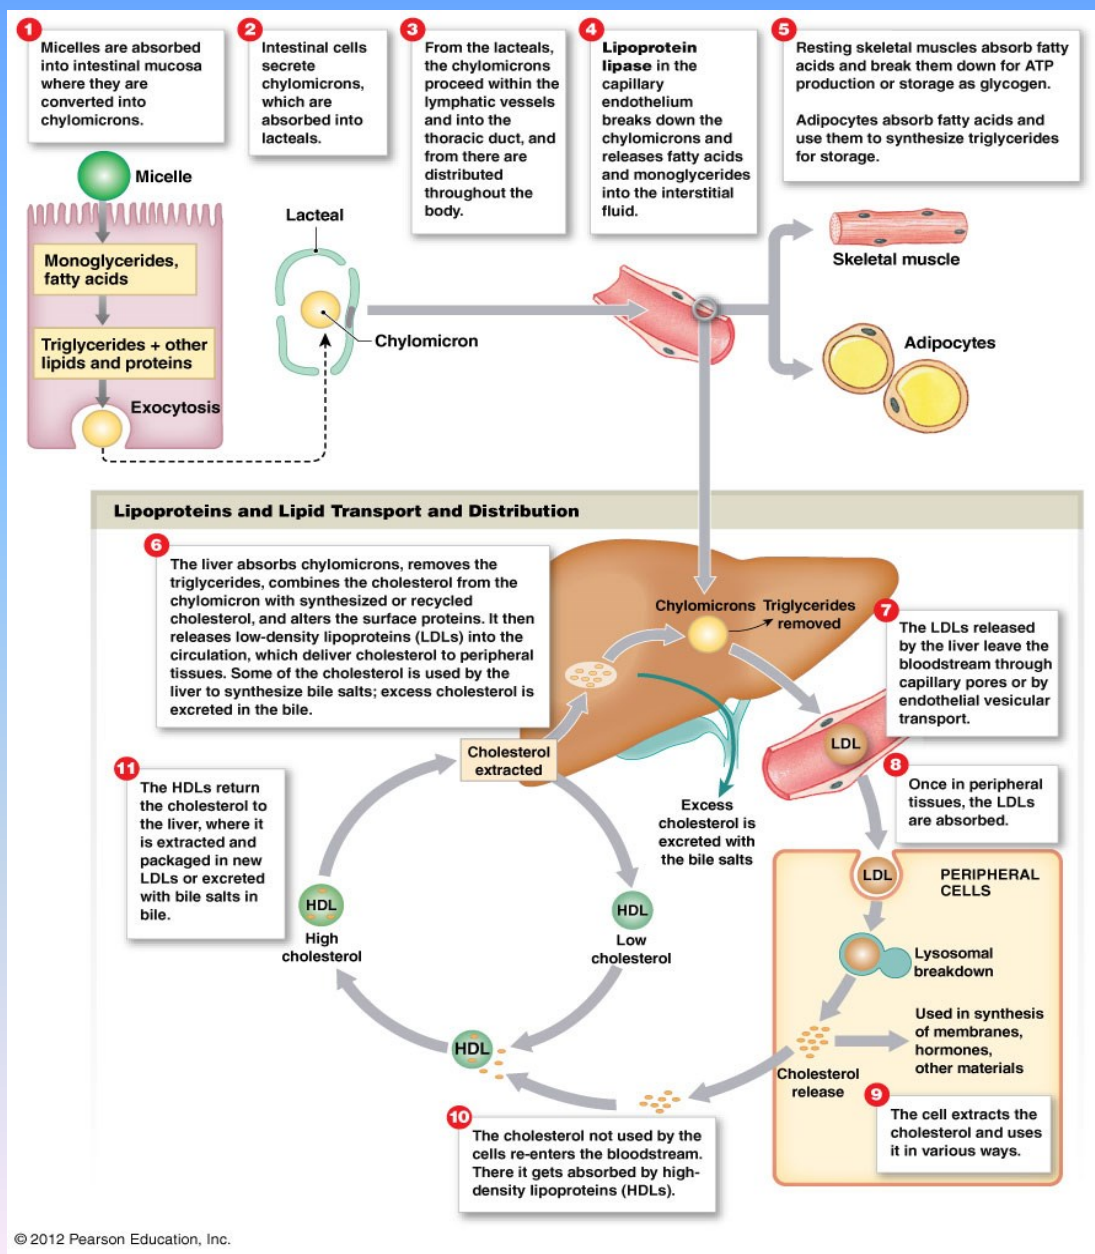 1
Micelles are absorbed
into intestinal mucosa
where they are
converted into
chylomicrons.
2
Intestinal cells
secrete
chylomicrons,
which are
absorbed into
lacteals.
3
From the lacteals,
the chylomicrons
proceed within the
lymphatic vessels
and into the
thoracic duct, and
from there are
distributed
throughout the
body.
4
Lipoprotein
lipase in the
capillary
endothelium
breaks down the
chylomicrons and
releases fatty acids
and monoglycerides
into the interstitial
fluid.
5
Resting skeletal muscles absorb fatty
acids and break them down for ATP
production or storage as glycogen.
Adipocytes absorb fatty acids and
use them to synthesize triglycerides
for storage.
Micelle
Monoglycerides,
fatty acids
Triglycerides + other
lipids and proteins
Exocytosis
Lacteal
Chylomicron
Skeletal muscle
Adipocytes
Lipoproteins and Lipid Transport and Distribution
6
The liver absorbs chylomicrons, removes the
triglycerides, combines the cholesterol from the
chylomicron with synthesized or recycled
cholesterol, and alters the surface proteins. It then
releases low-density lipoproteins (LDLs) into the
circulation, which deliver cholesterol to peripheral
tissues. Some of the cholesterol is used by the
liver to synthesize bile salts; excess cholesterol is
excreted in the bile.
Chylomicrons
Triglycerides
removed
7
The LDLs released
by the liver leave the
bloodstream through
capillary pores or by
endothelial vesicular
transport.
LDL
8
Once in peripheral
tissues, the LDLs
are absorbed.
Cholesterol
extracted
Excess
cholesterol is
excreted with
the bile salts
11
The HDLs return
the cholesterol to
the liver, where it
is extracted and
packaged in new
LDLs or excreted
with bile salts in
bile.
HDL
High
cholesterol
HDL
Low
cholesterol
HDL
LDL
PERIPHERAL
CELLS
Lysosomal
breakdown
Used in synthesis
of membranes,
hormones,
other materials
Cholesterol
release
9
The cell extracts the
cholesterol and uses
it in various ways.
10
The cholesterol not used by the
cells re-enters the bloodstream.
There it gets absorbed by high-
density lipoproteins (HDLs).
© 2012 Pearson Education, Inc.